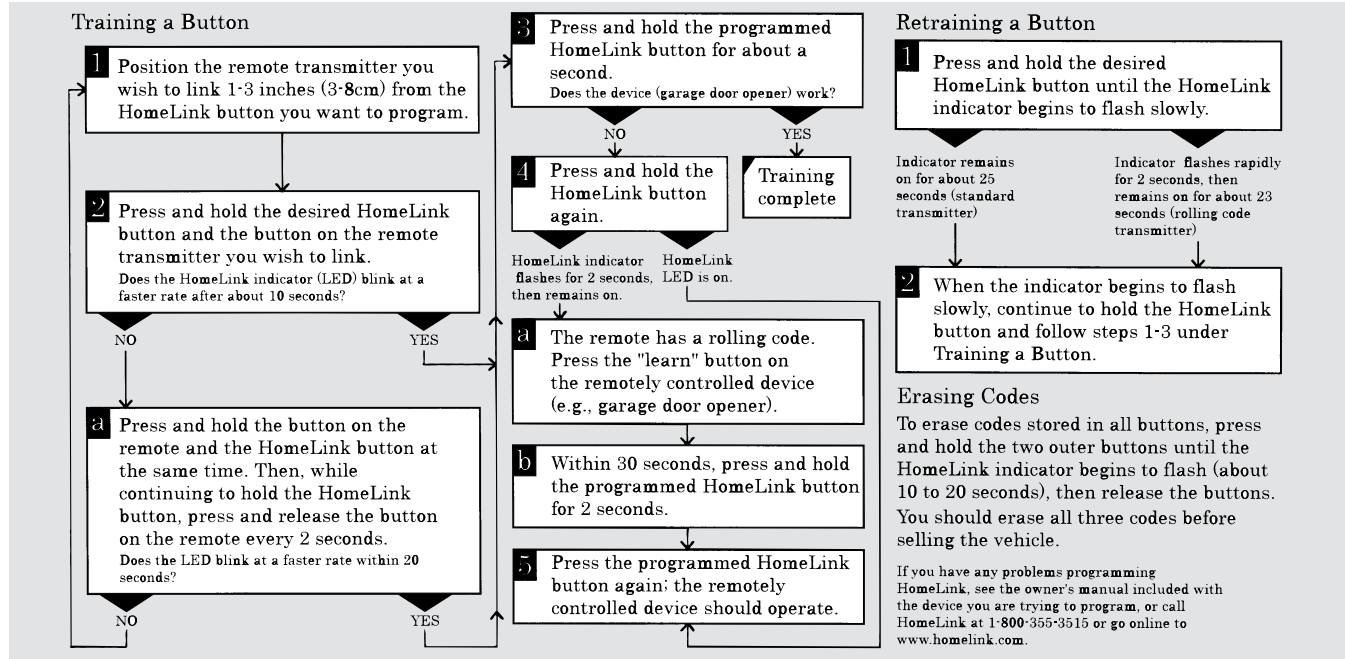 Training a Button
1
Position the remote transmitter you
wish to link 1-3 inches (3-8cm) from the
HomeLink button you want to program.
2
Press and hold the desired HomeLink
button and the button on the remote
transmitter you wish to link.
Does the HomeLink indicator (LED) blink at a
faster rate after about 10 seconds?
NO
YES
a
Press and hold the button on the
remote and the HomeLink button at
the same time. Then, while
continuing to hold the HomeLink
button, press and release the button
on the remote every 2 seconds.
Does the LED blink at a faster rate within 20
seconds?
NO
YES
3
Press and hold the programmed
HomeLink button for about a
second.
Does the device (garage door opener) work?
NO
YES
4
Press and hold the
HomeLink button
again.
Training
complete
HomeLink indicator
flashes for 2 seconds,
then remains on.
HomeLink
LED is on.
a
The remote has a rolling code.
Press the "learn" button on
the remotely controlled device
(e.g., garage door opener).
b
Within 30 seconds, press and hold
the programmed HomeLink button
for 2 seconds.
5
Press the programmed HomeLink
button again; the remotely
controlled device should operate.
Retraining a Button
1
Press and hold the desired
HomeLink button until the HomeLink
indicator begins to flash slowly.
Indicator remains
on for about 25
seconds (standard
transmitter)
Indicator flashes rapidly
for 2 seconds, then
remains on for about 23
seconds (rolling code
transmitter)
2
When the indicator begins to flash
slowly, continue to hold the HomeLink
button and follow steps 1-3 under
Training a Button.
Erasing Codes
To erase codes stored in all buttons, press
and hold the two outer buttons until the
HomeLink indicator begins to flash (about
10 to 20 seconds), then release the buttons.
You should erase all three codes before
selling the vehicle.
If you have any problems programming
HomeLink, see the owner's manual included with
the device you are trying to program, or call
HomeLink at 1-800-355-3515 or go online to
www.homelink.com.